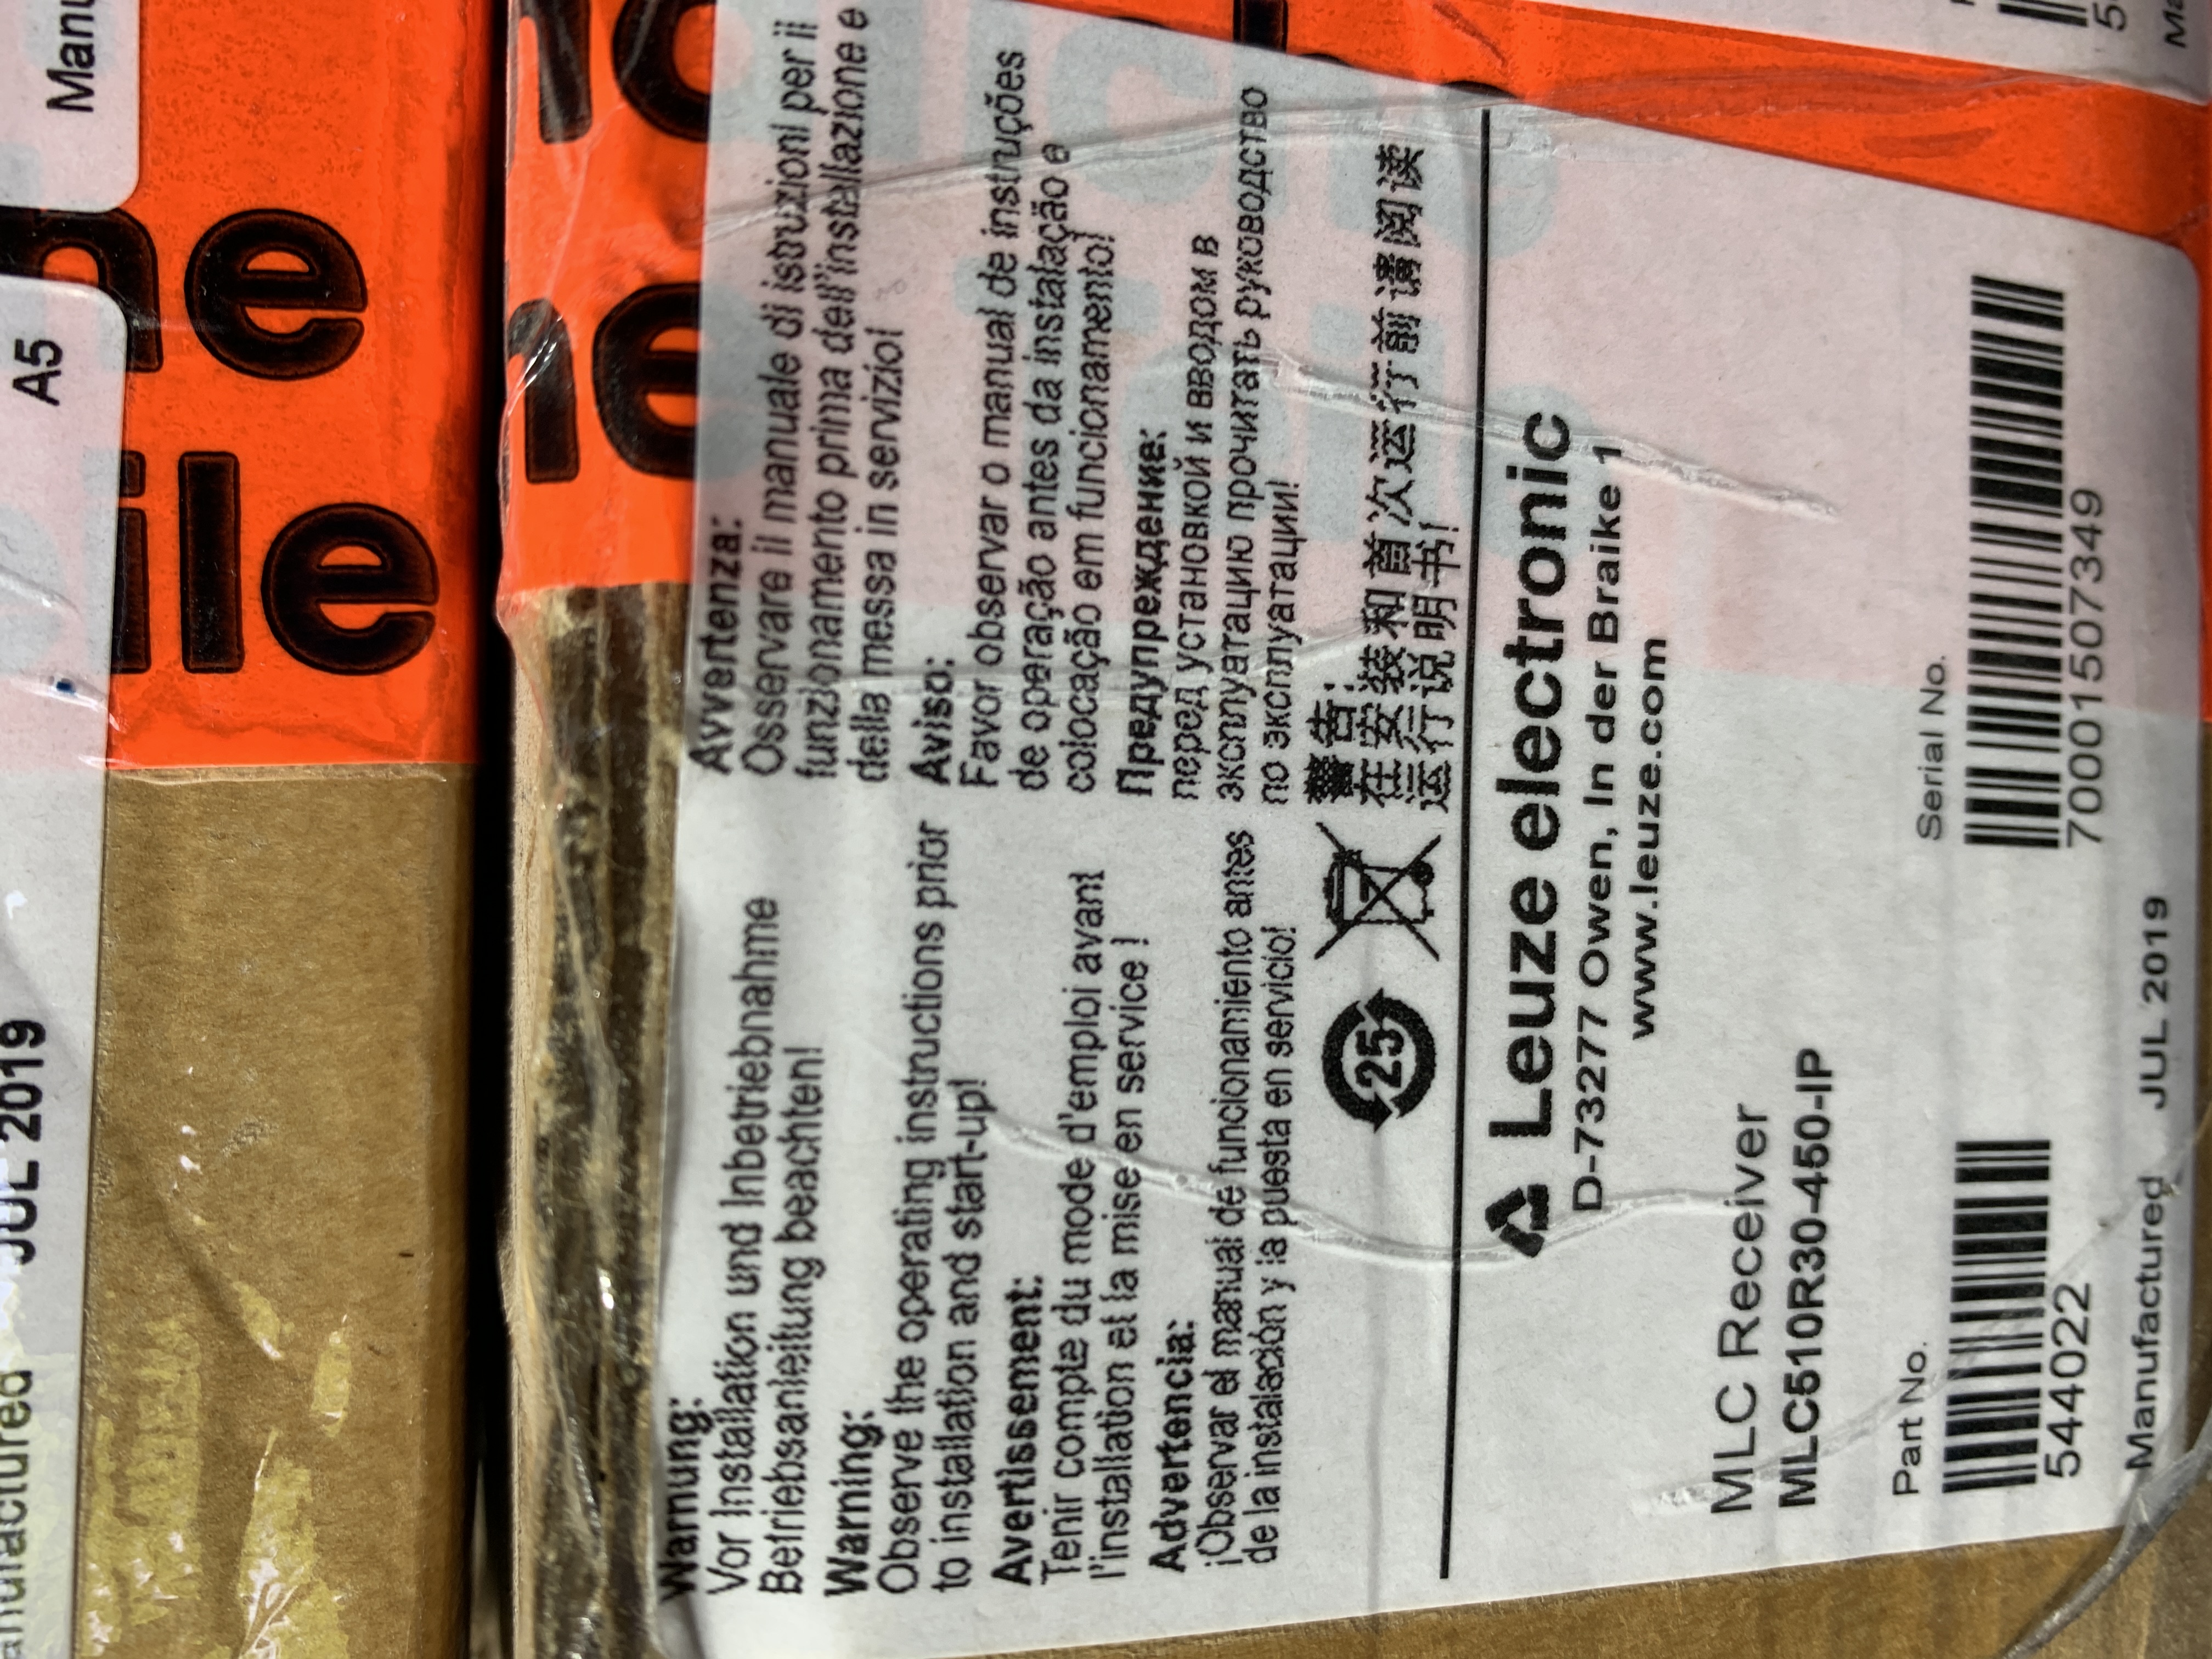 Warnung:
Vor Installation und Inbetriebnahme
Betriebsanleitung beachten!
Warning:
Observe the operating instructions prior
to installation and start-up!
Avertissement:
Tenir compte du mode d'emploi avant
l'installation et la mise en service !
Advertencia:
¡Observar el manual de funcionamiento antes
de la instalación y la puesta en servicio!
Avvertenza:
Osservare il manuale di istruzioni per il
funzionamento prima dell'installazione e
della messa in servizio!
Aviso:
Favor observar o manual de instruções
de operação antes da instalação e
colocação em funcionamento!
Предупреждение:
перед установкой и вводом в
эксплуатацию прочитать руководство
по эксплуатации!
警告:
在安装和首次运行前请阅读
运行说明书!
25
Leuze electronic
D-73277 Owen, In der Braike 1
www.leuze.com
MLC Receiver
MLC510R30-450-IP
Part No.
544022
Serial No.
70001507349
Manufactured JUL 2019
JUL 2019
A5
ile